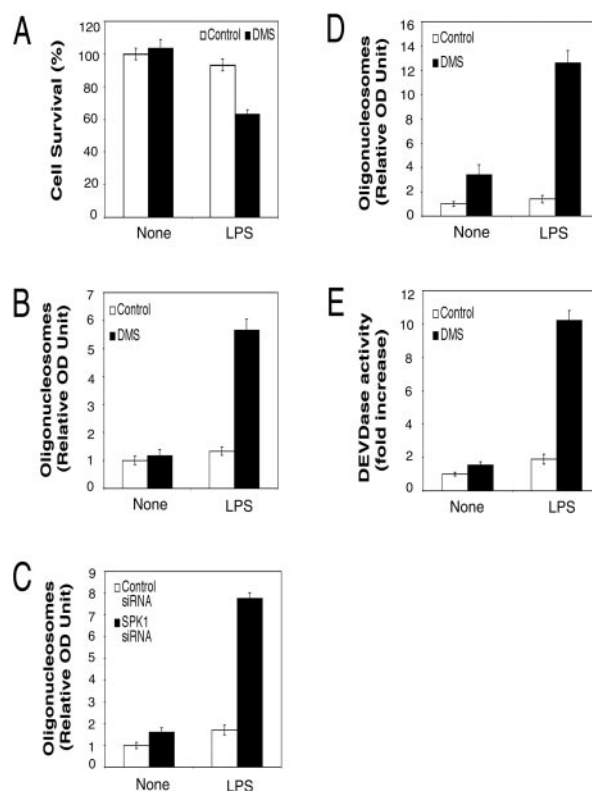 A
Control DMS
Cell Survival (%)
120
100
80
60
40
20
0
None LPS
B
Control
DMS
Oligonucleosomes
(Relative OD Unit)
7
6
5
4
3
2
1
0
None LPS
C
Control
siRNA
SPK1
siRNA
Oligonucleosomes
(Relative OD Unit)
9
8
7
6
5
4
3
2
1
0
None LPS
D
Control
DMS
Oligonucleosomes
(Relative OD Unit)
16
14
12
10
8
6
4
2
0
None LPS
E
Control
DMS
DEVDase activity
(fold increase)
12
10
8
6
4
2
0
None LPS